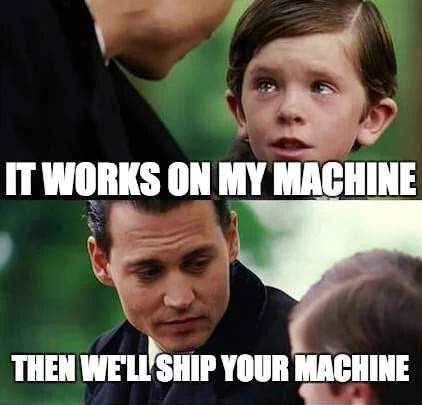 IT WORKS ON MY MACHINE
THEN WE'LL SHIP YOUR MACHINE